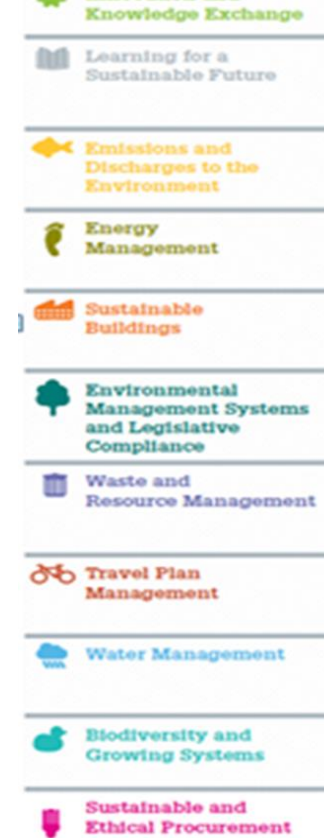 Knowledge Exchange
Learning for a
Sustainable Future
Emissions and
Discharges to the
Environment
Energy
Management
Sustainable
Buildings
Environmental
Management Systems
and Legislative
Compliance
Waste and
Resource Management
Travel Plan
Management
Water Management
Biodiversity and
Growing Systems
Sustainable and
Ethical Procurement